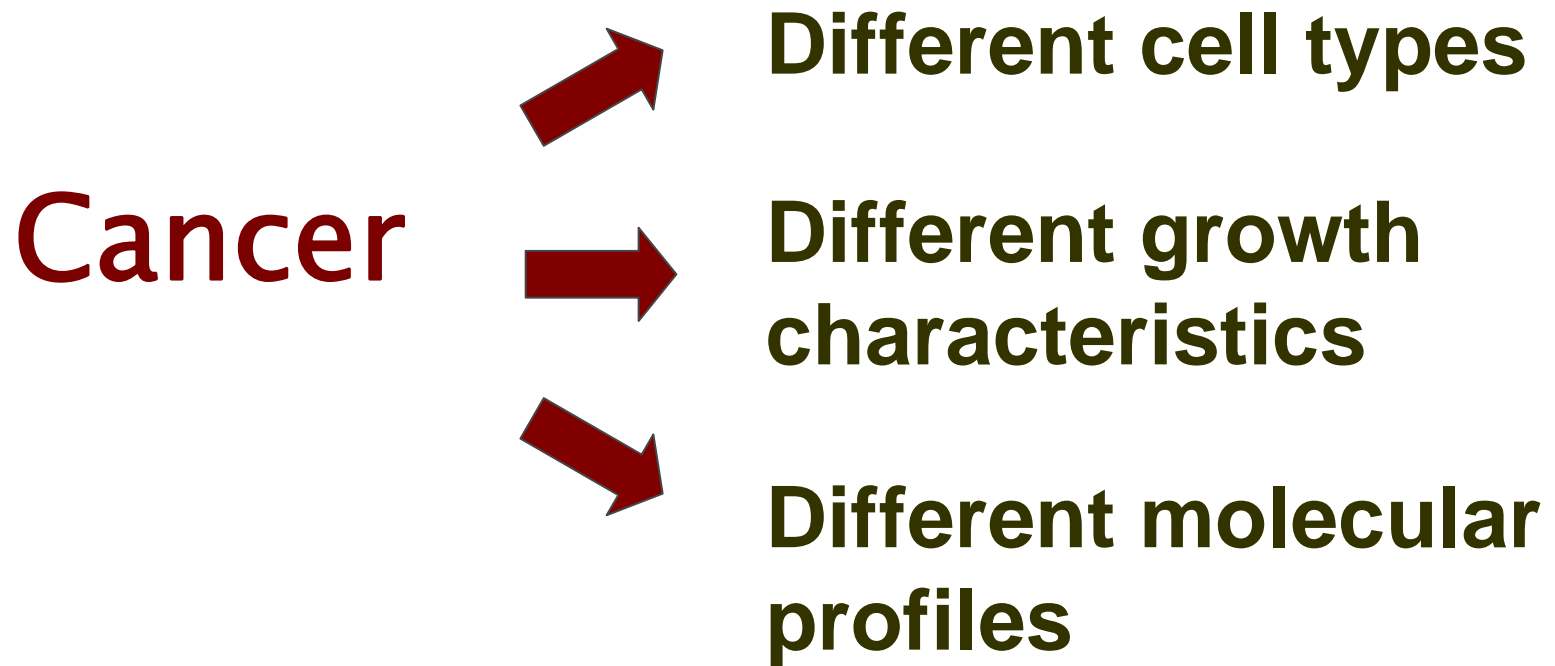 Cancer
Different cell types
Different growth
characteristics
Different molecular
profiles